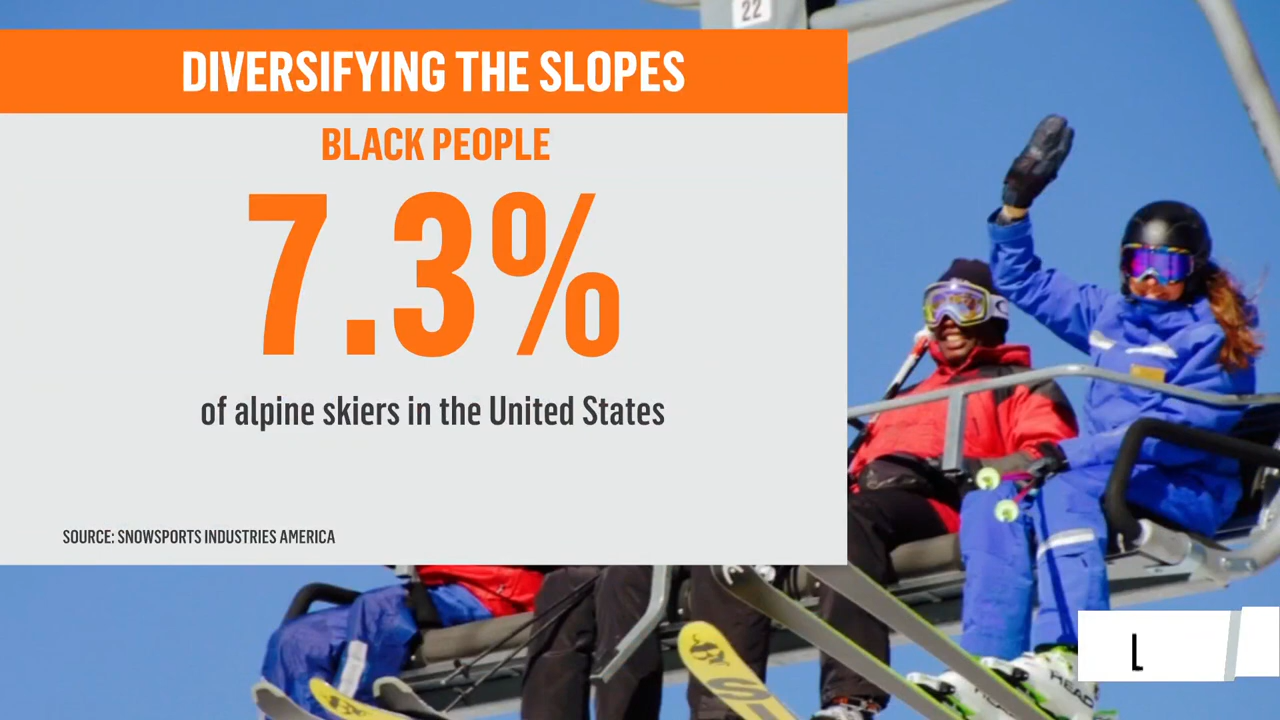 22
DIVERSIFYING THE SLOPES
BLACK PEOPLE
7.3%
of alpine skiers in the United States
SOURCE: SNOWSPORTS INDUSTRIES AMERICA
L
HEAD